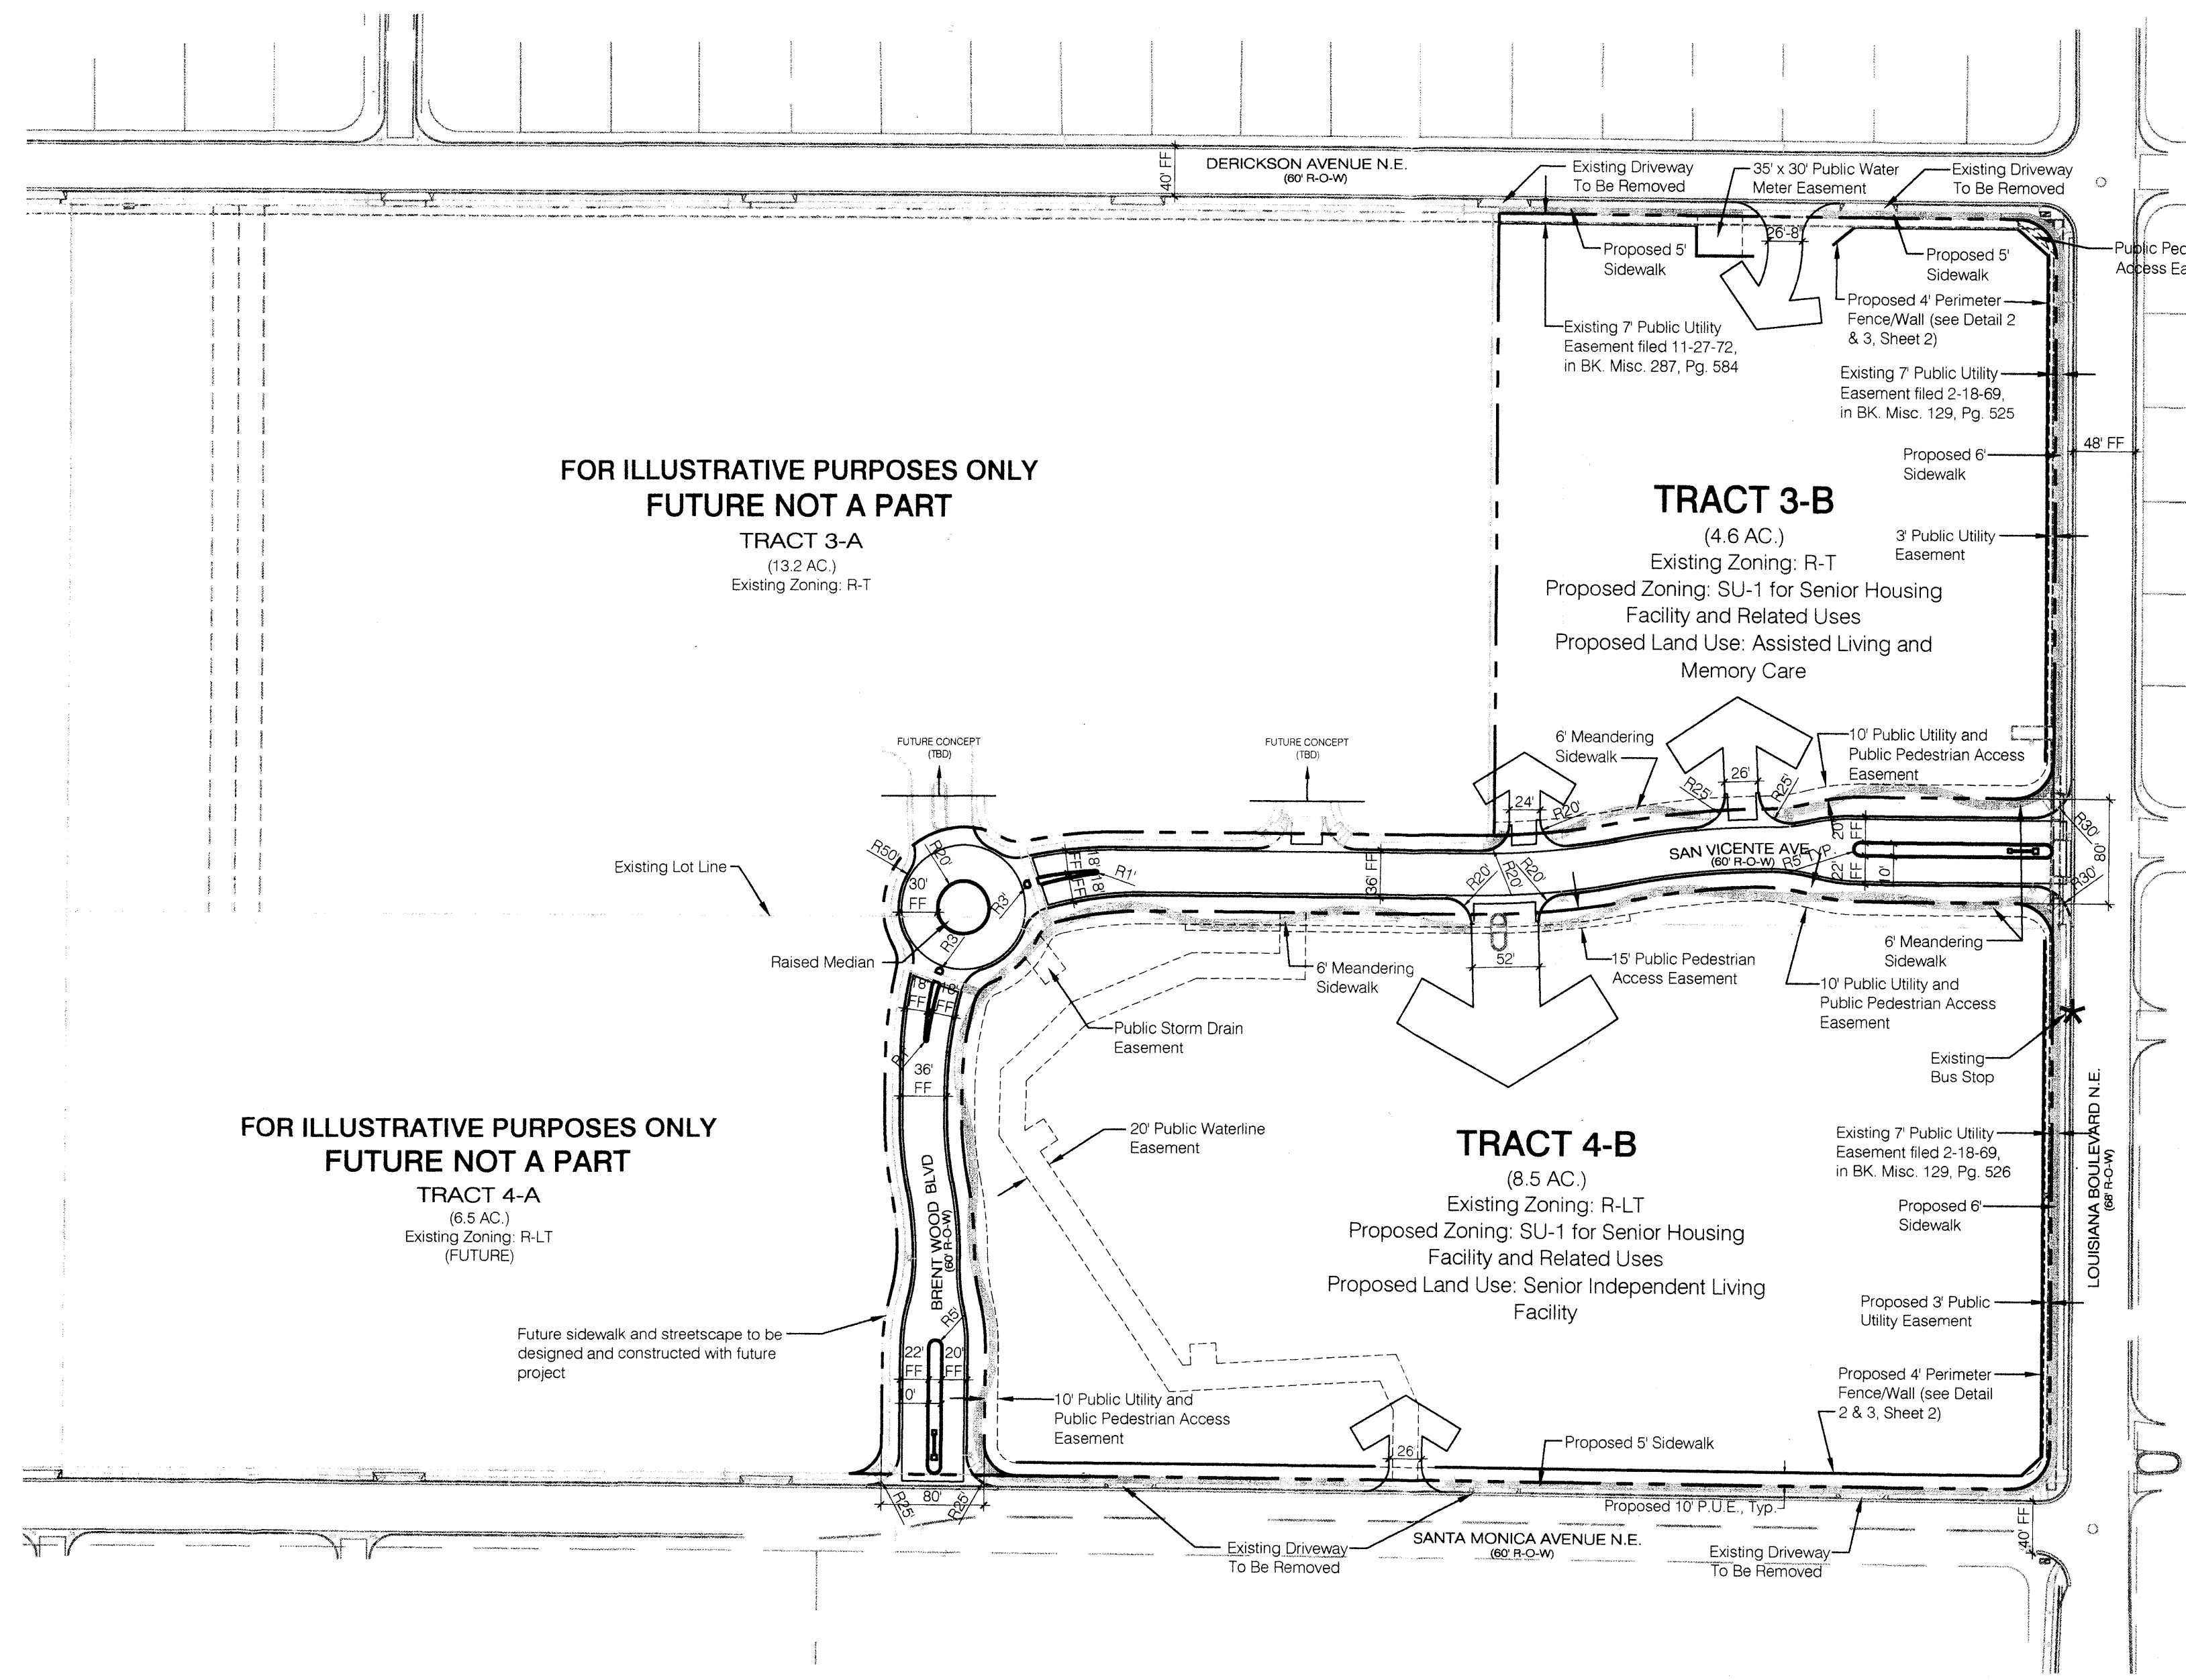 DERICKSON AVENUE N.E.
(60' R-O-W)
40' FF
Existing Driveway
To Be Removed
35' x 30' Public Water
Meter Easement
Existing Driveway
To Be Removed
26'-8"
Proposed 5'
Sidewalk
Proposed 5'
Sidewalk
Public Ped
Access Ea
Proposed 4' Perimeter
Fence/Wall (see Detail 2
& 3, Sheet 2)
Existing 7' Public Utility
Easement filed 11-27-72,
in BK. Misc. 287, Pg. 584
Existing 7' Public Utility
Easement filed 2-18-69,
in BK. Misc. 129, Pg. 525
48' FF
Proposed 6'
Sidewalk
3' Public Utility
Easement
FOR ILLUSTRATIVE PURPOSES ONLY
FUTURE NOT A PART
TRACT 3-A
(13.2 AC.)
Existing Zoning: R-T
TRACT 3-B
(4.6 AC.)
Existing Zoning: R-T
Proposed Zoning: SU-1 for Senior Housing
Facility and Related Uses
Proposed Land Use: Assisted Living and
Memory Care
FUTURE CONCEPT
(TBD)
FUTURE CONCEPT
(TBD)
6' Meandering
Sidewalk
10' Public Utility and
Public Pedestrian Access
Easement
24'
R20'
R25'
26'
R25'
20'
FF
R30'
80'
R30'
SAN VICENTE AVE
(60' R-O-W)
R5' TYP.
22'
FF
10'
Existing Lot Line
R50'
R20'
30'
FF
R3'
R3'
18'
FF
18'
FF
R1'
36' FF
R20'
R20'
R20'
Raised Median
6' Meandering
Sidewalk
52'
15' Public Pedestrian
Access Easement
6' Meandering
Sidewalk
10' Public Utility and
Public Pedestrian Access
Easement
18'
FF
18'
FF
R1'
36'
FF
Public Storm Drain
Easement
Existing
Bus Stop
20' Public Waterline
Easement
FOR ILLUSTRATIVE PURPOSES ONLY
FUTURE NOT A PART
TRACT 4-A
(6.5 AC.)
Existing Zoning: R-LT
(FUTURE)
BRENT WOOD BLVD
(60' R-O-W)
TRACT 4-B
(8.5 AC.)
Existing Zoning: R-LT
Proposed Zoning: SU-1 for Senior Housing
Facility and Related Uses
Proposed Land Use: Senior Independent Living
Facility
Existing 7' Public Utility
Easement filed 2-18-69,
in BK. Misc. 129, Pg. 526
LOUISIANA BOULEVARD N.E.
(68' R-O-W)
Proposed 6'
Sidewalk
Proposed 3' Public
Utility Easement
Future sidewalk and streetscape to be
designed and constructed with future
project
R5'
22'
FF
20'
FF
10'
10' Public Utility and
Public Pedestrian Access
Easement
Proposed 4' Perimeter
Fence/Wall (see Detail
2 & 3, Sheet 2)
26'
Proposed 5' Sidewalk
R25'
80'
R25'
Proposed 10' P.U.E., Typ.
Existing Driveway
To Be Removed
SANTA MONICA AVENUE N.E.
(60' R-O-W)
Existing Driveway
To Be Removed
40' FF